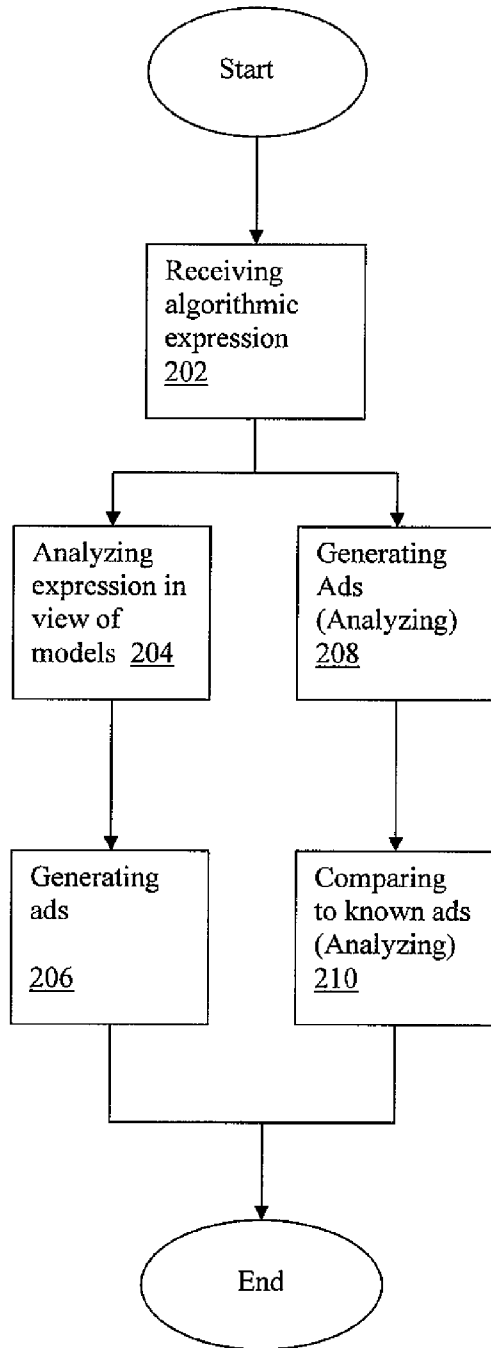 Start
Receiving
algorithmic
expression
202
Analyzing
expression in
view of
models 204
Generating
Ads
(Analyzing)
208
Generating
ads
206
Comparing
to known ads
(Analyzing)
210
End